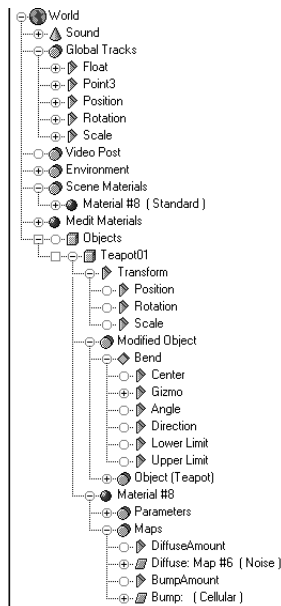 World
Sound
Global Tracks
Float
Point3
Position
Rotation
Scale
Video Post
Environment
Scene Materials
Material #8 ( Standard )
Medit Materials
Objects
Teapot01
Transform
Position
Rotation
Scale
Modified Object
Bend
Center
Gizmo
Angle
Direction
Lower Limit
Upper Limit
Object (Teapot)
Material #8
Parameters
Maps
DiffuseAmount
Diffuse: Map #6 ( Noise )
BumpAmount
Bump: ( Cellular )